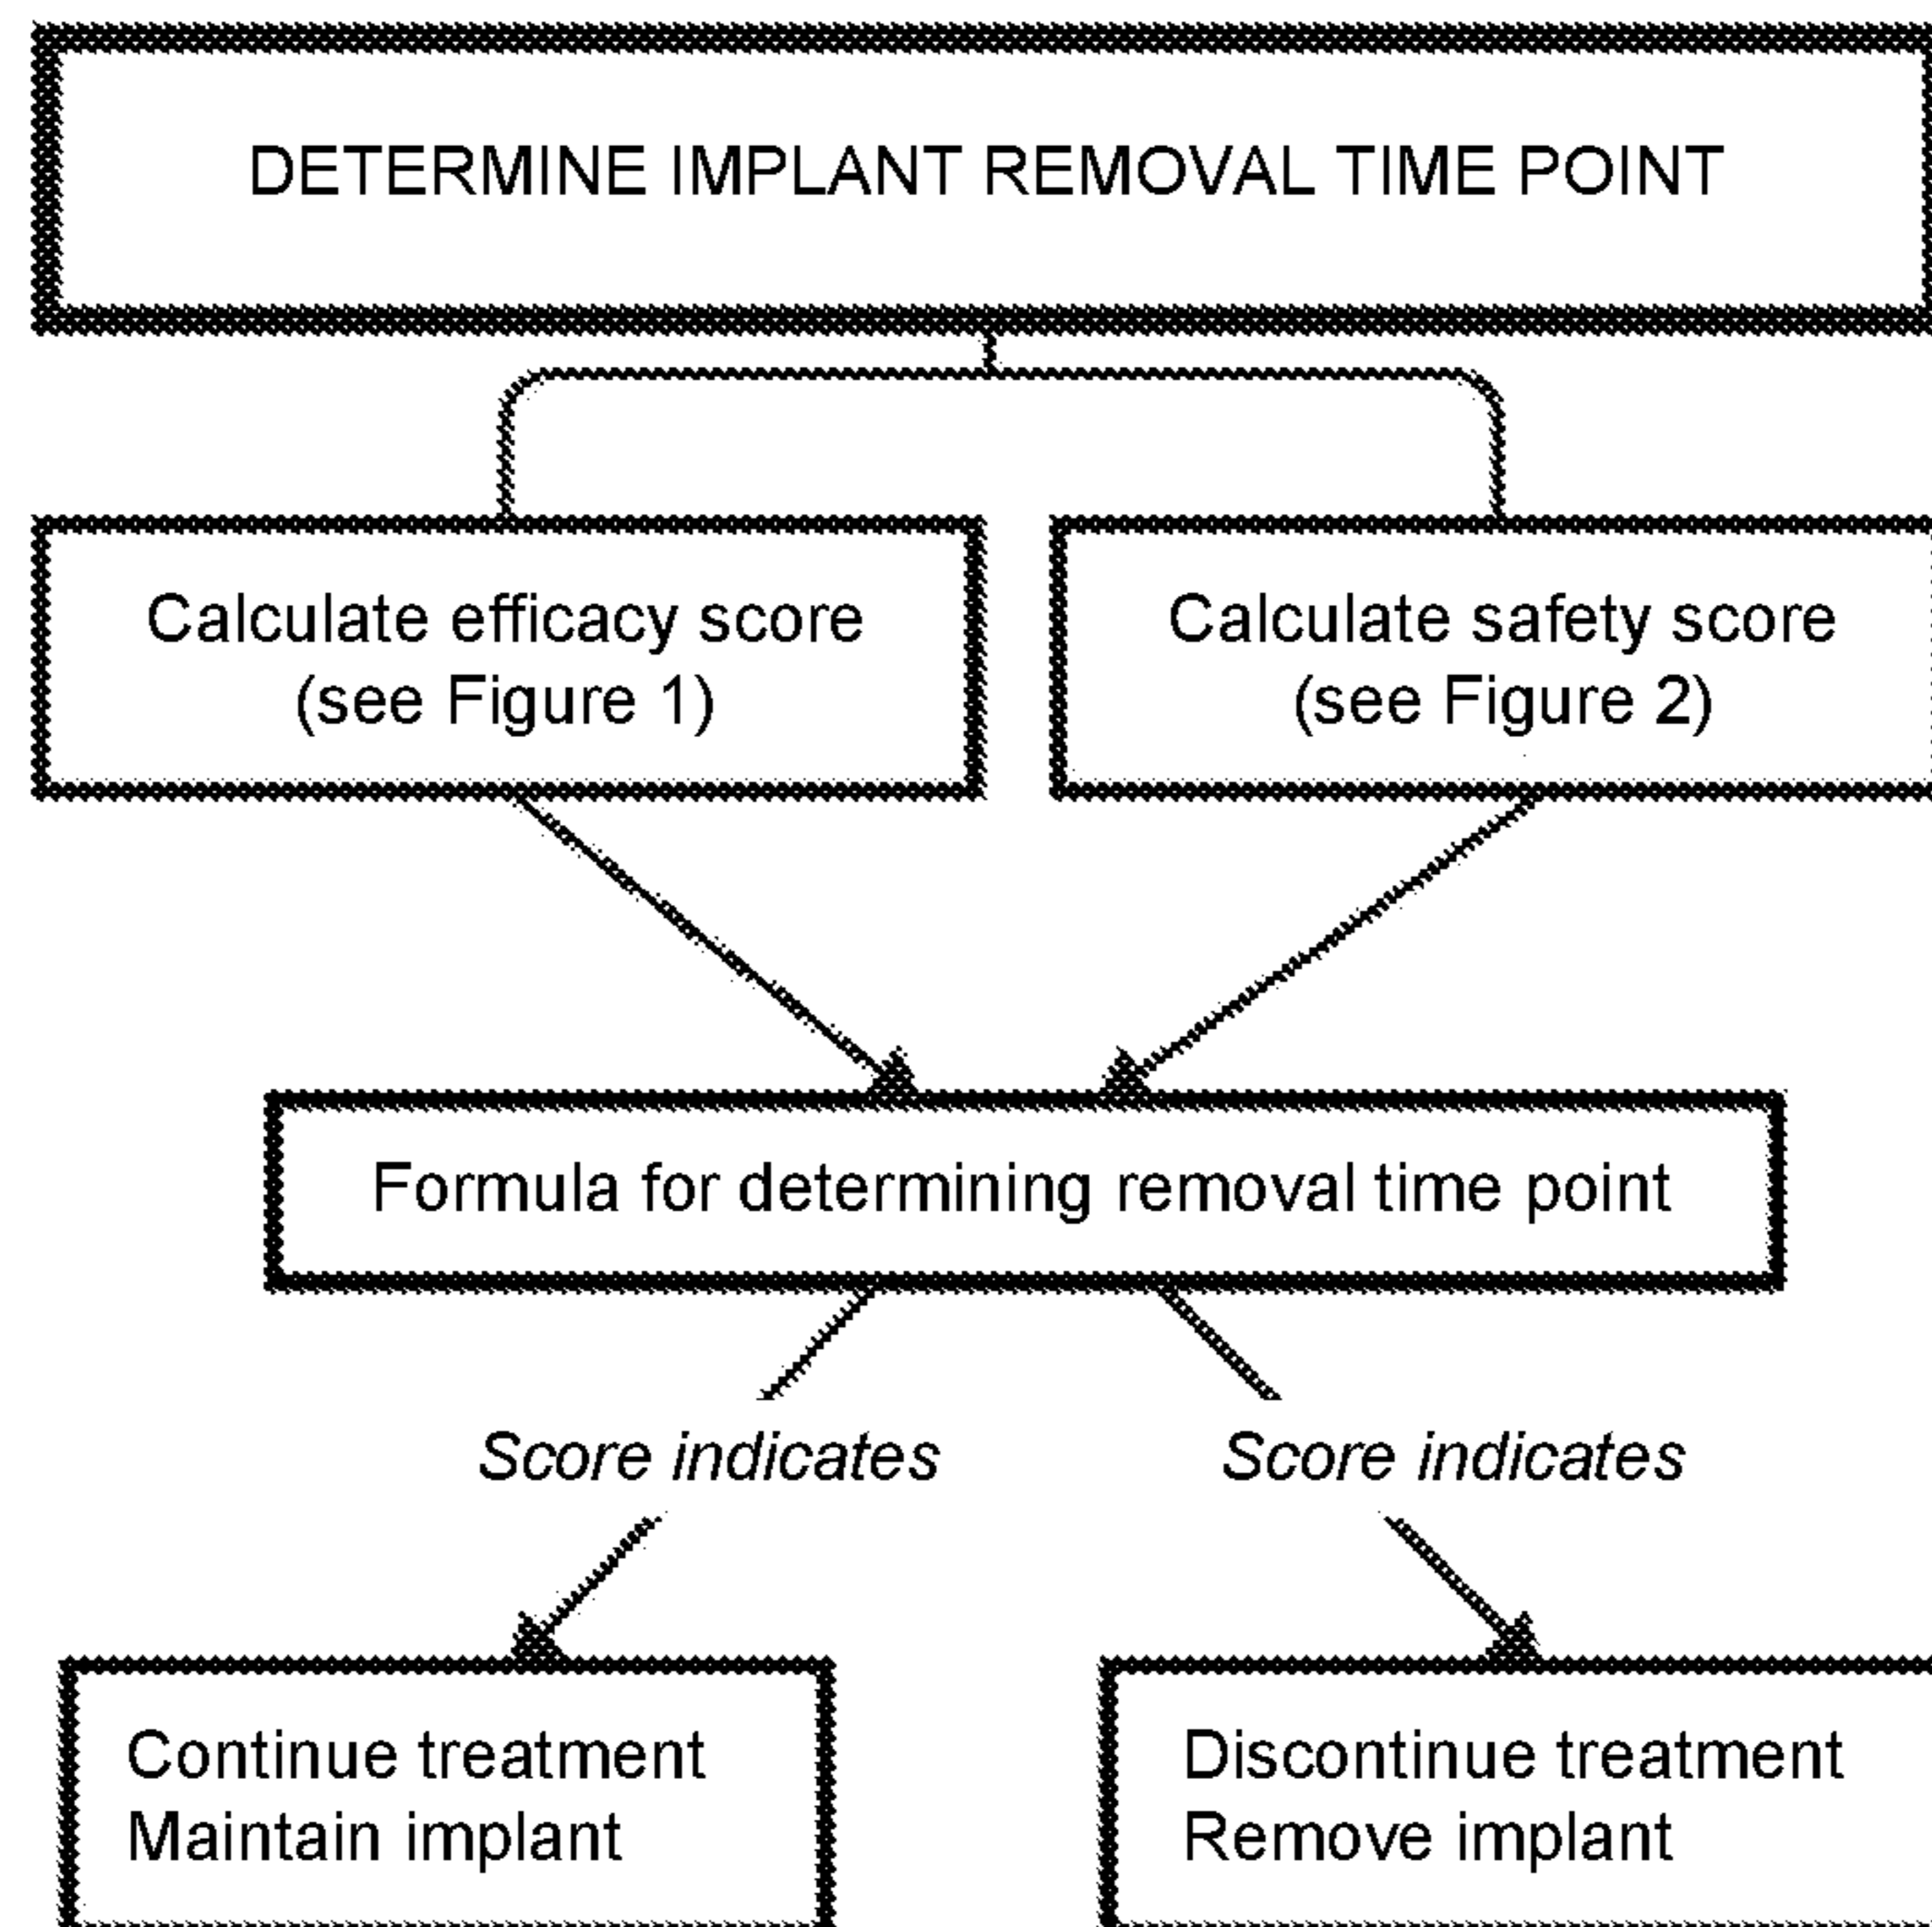 DETERMINE IMPLANT REMOVAL TIME POINT
Calculate efficacy score
(see Figure 1)
Calculate safety score
(see Figure 2)
Formula for determining removal time point
Score indicates
Score indicates
Continue treatment
Maintain implant
Discontinue treatment
Remove implant